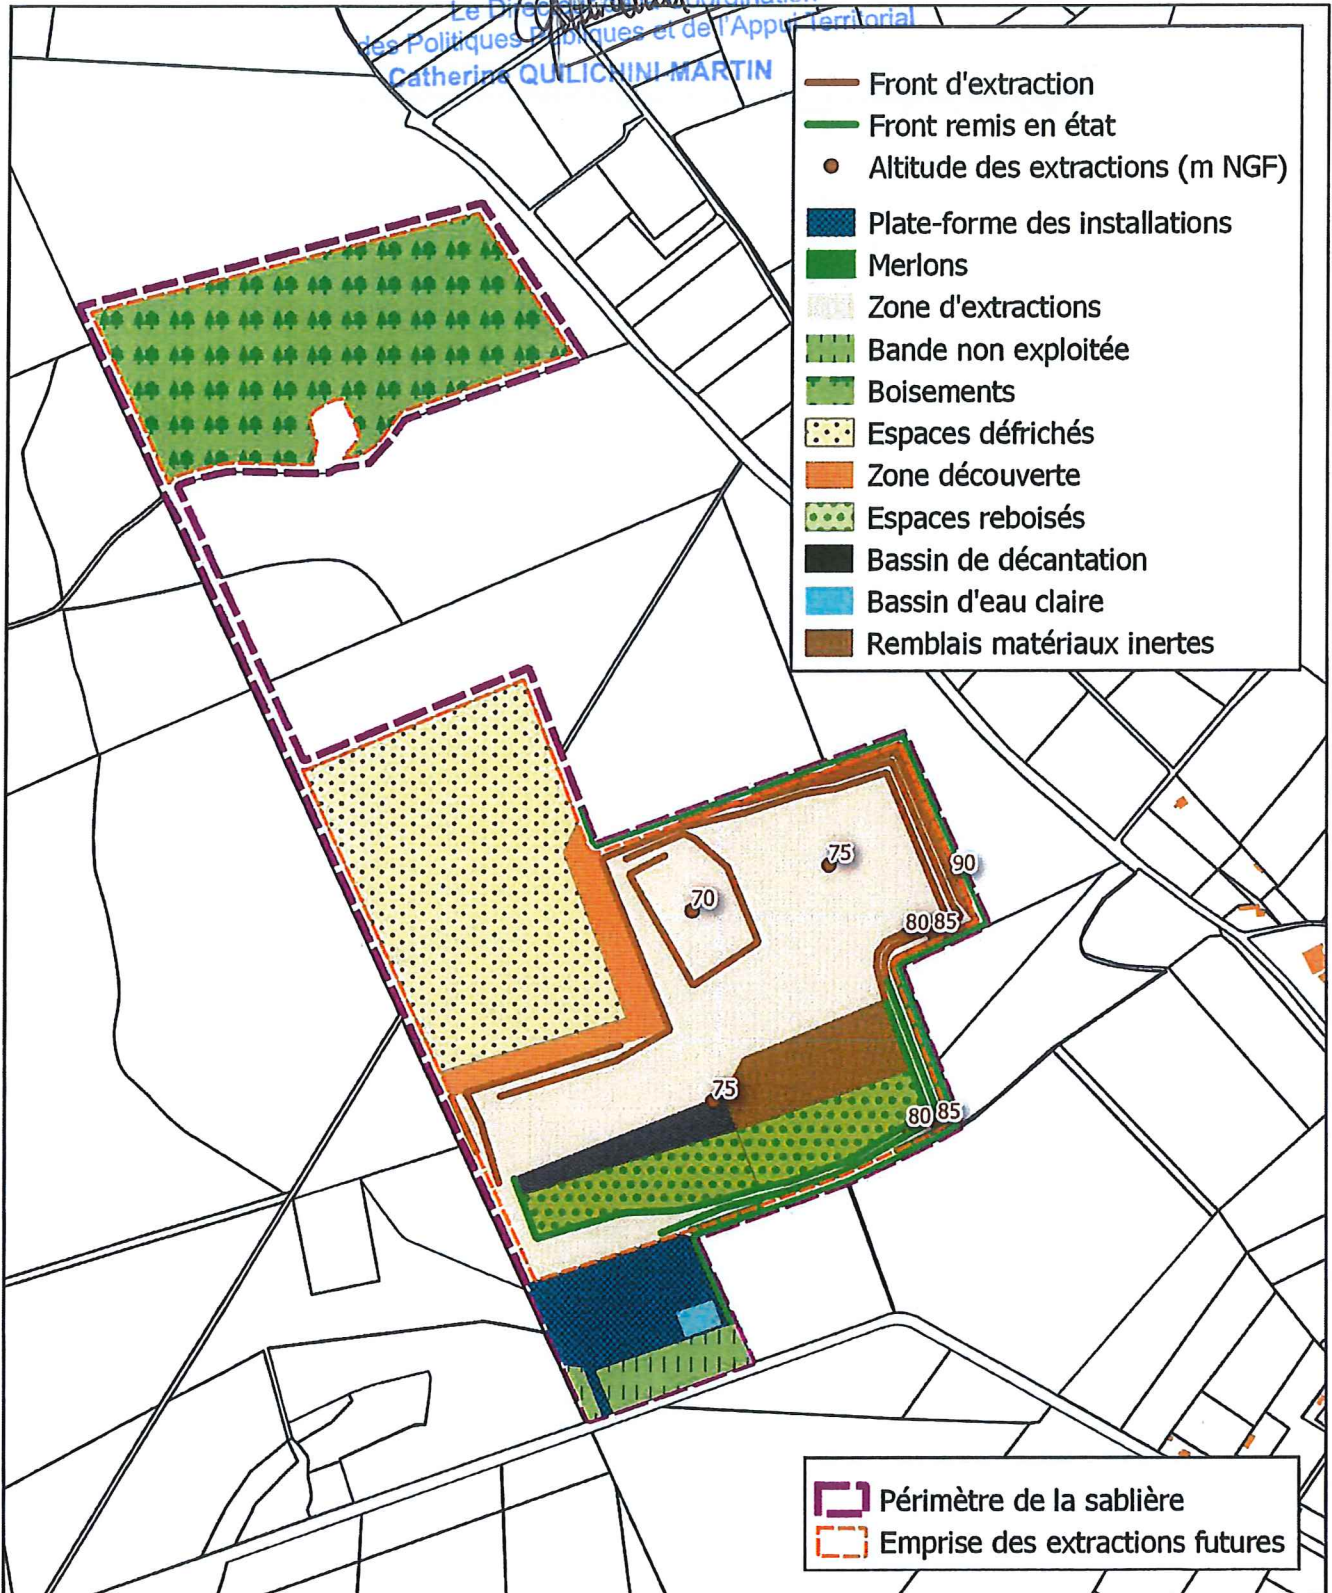 Le Direc
des Politiques Publiques et de l'Appui Territorial
Catherine QUILICHINI-MARTIN
Front d'extraction
Front remis en état
Altitude des extractions (m NGF)
Plate-forme des installations
Merlons
Zone d'extractions
Bande non exploitée
Boisements
Espaces défrichés
Zone découverte
Espaces reboisés
Bassin de décantation
Bassin d'eau claire
Remblais matériaux inertes
75
90
70
80 85
75
80 85
Périmètre de la sablière
Emprise des extractions futures